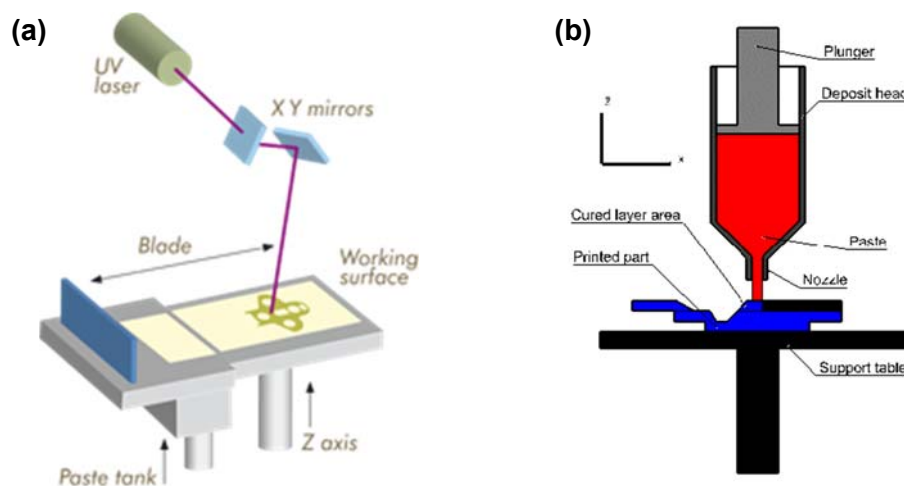 (a)
UV
laser
X Y mirrors
Blade
Working
surface
Z axis
Paste tank
(b)
Plunger
Deposit head
z
x
Cured layer area
Paste
Printed part
Nozzle
Support table